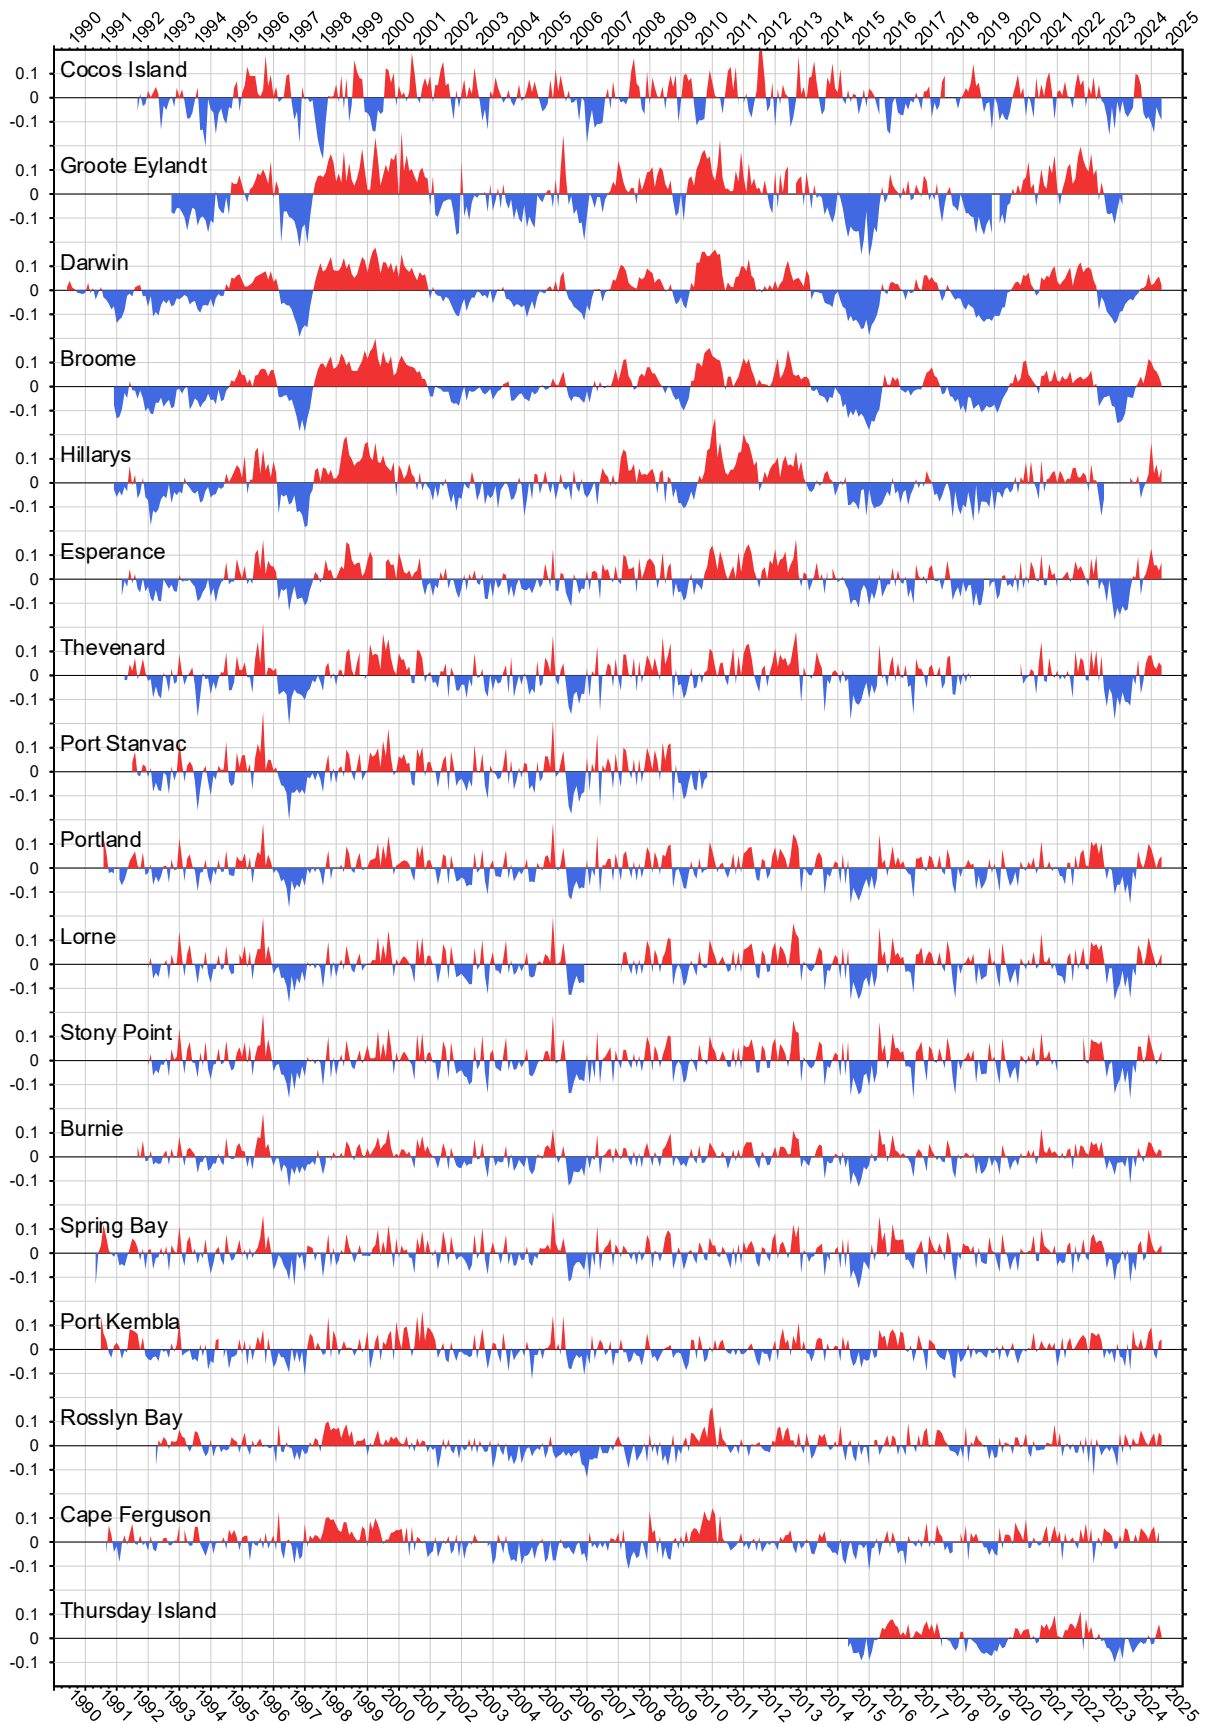 1990 1991 1992 1993 1994 1995 1996 1997 1998 1999 2000 2001 2002 2003 2004 2005 2006 2007 2008 2009 2010 2011 2012 2013 2014 2015 2016 2017 2018 2019 2020 2021 2022 2023 2024 2025
Cocos Island
0.1
0
-0.1
Groote Eylandt
0.1
0
-0.1
Darwin
0.1
0
-0.1
Broome
0.1
0
-0.1
Hillarys
0.1
0
-0.1
Esperance
0.1
0
-0.1
Thevenard
0.1
0
-0.1
Port Stanvac
0.1
0
-0.1
Portland
0.1
0
-0.1
Lorne
0.1
0
-0.1
Stony Point
0.1
0
-0.1
Burnie
0.1
0
-0.1
Spring Bay
0.1
0
-0.1
Port Kembla
0.1
0
-0.1
Rosslyn Bay
0.1
0
-0.1
Cape Ferguson
0.1
0
-0.1
Thursday Island
0.1
0
-0.1
1990 1991 1992 1993 1994 1995 1996 1997 1998 1999 2000 2001 2002 2003 2004 2005 2006 2007 2008 2009 2010 2011 2012 2013 2014 2015 2016 2017 2018 2019 2020 2021 2022 2023 2024 2025